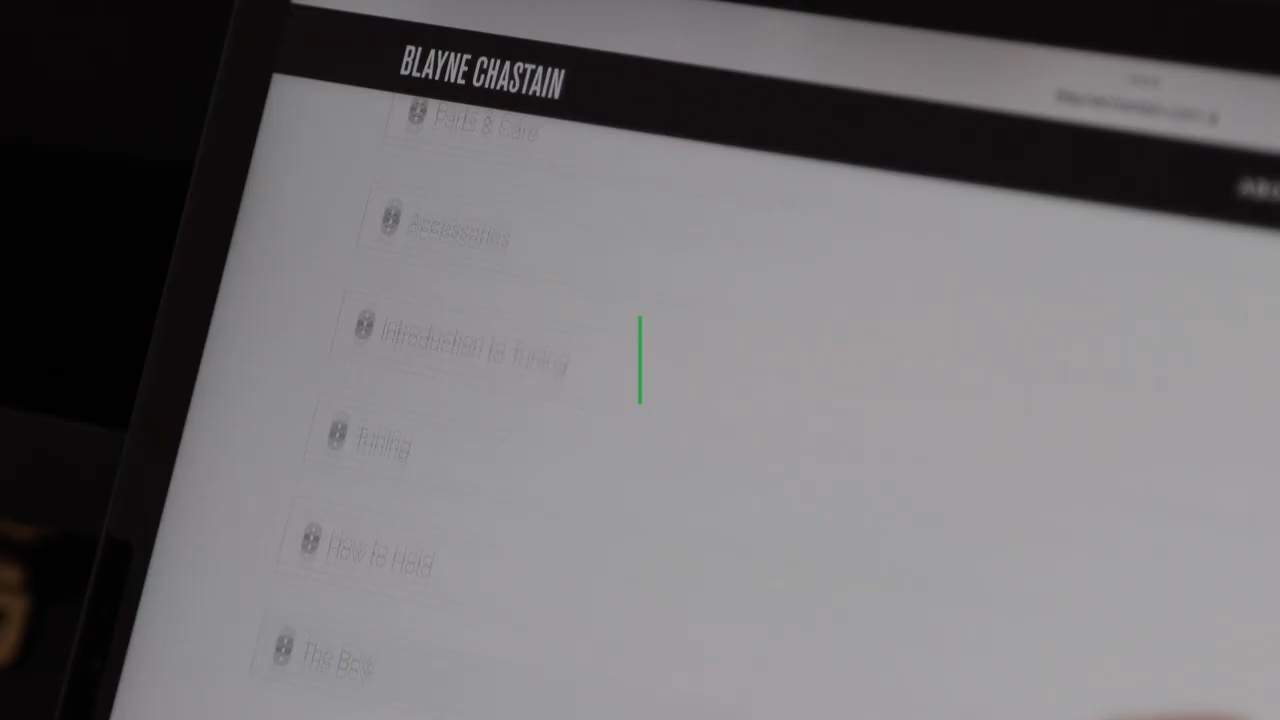 BLAYNE CHASTAIN
Parts & Care
Accessories
Introduction to Tuning
Tuning
How to Hold
The Bow